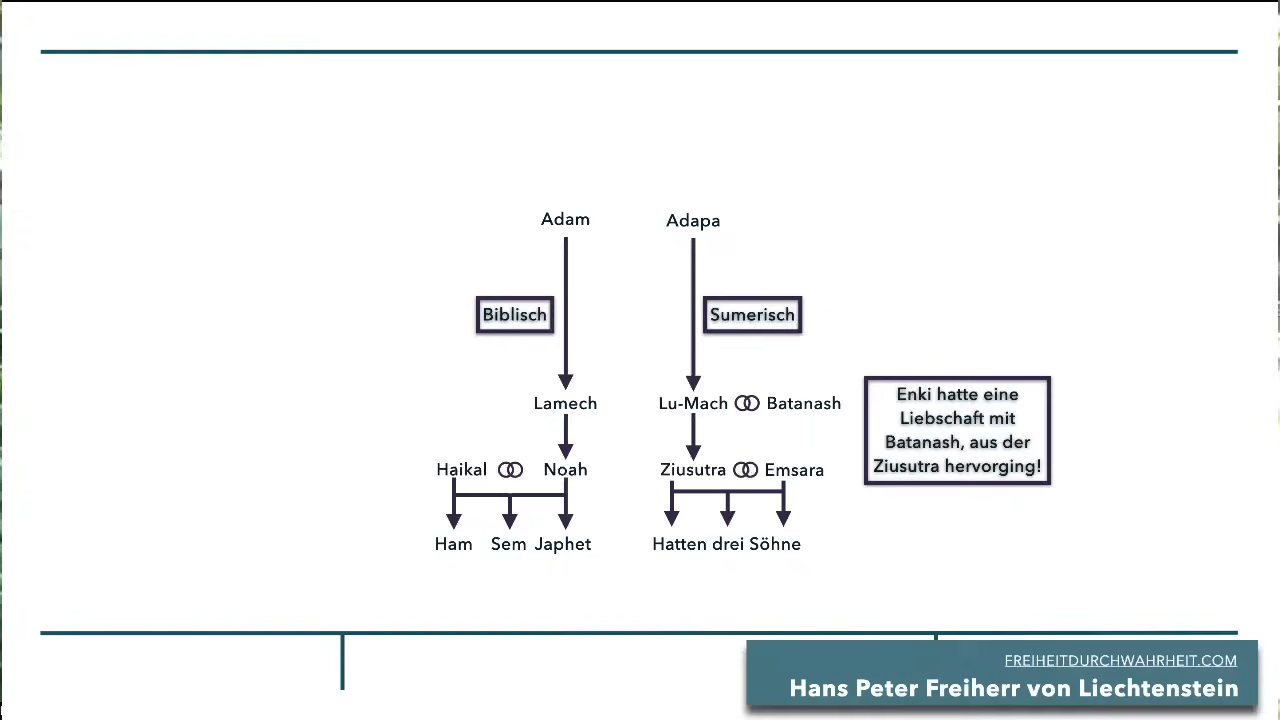 Adam
Adapa
Biblisch
Sumerisch
Lamech
Lu-Mach
Batanash
Enki hatte eine
Liebschaft mit
Batanash, aus der
Ziusutra hervorging!
Haikal
Noah
Ziusutra
Emsara
Ham
Sem
Japhet
Hatten drei Söhne
FREIHEITDURCHWAHRHEIT.COM
Hans Peter Freiherr von Liechtenstein